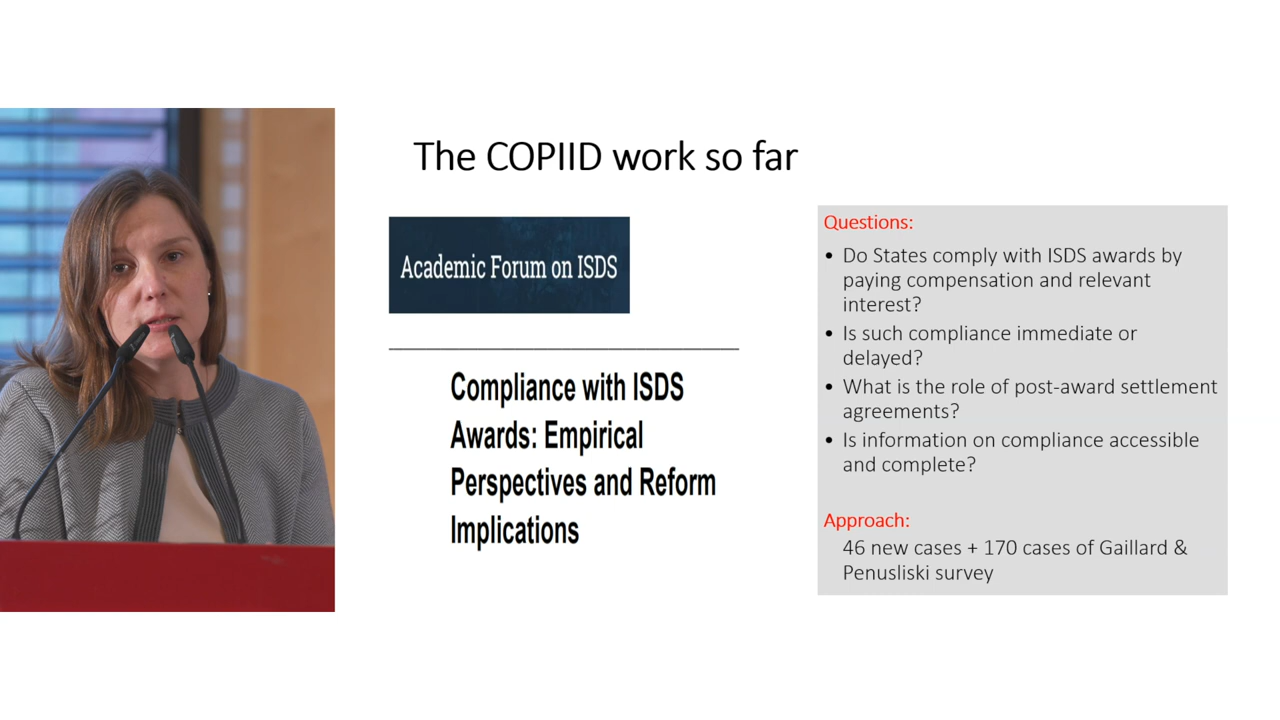 The COPIID work so far
Academic Forum on ISDS
Compliance with ISDS
Awards: Empirical
Perspectives and Reform
Implications
Questions:
• Do States comply with ISDS awards by
paying compensation and relevant
interest?
• Is such compliance immediate or
delayed?
• What is the role of post-award settlement
agreements?
• Is information on compliance accessible
and complete?
Approach:
46 new cases + 170 cases of Gaillard &
Penusliski survey